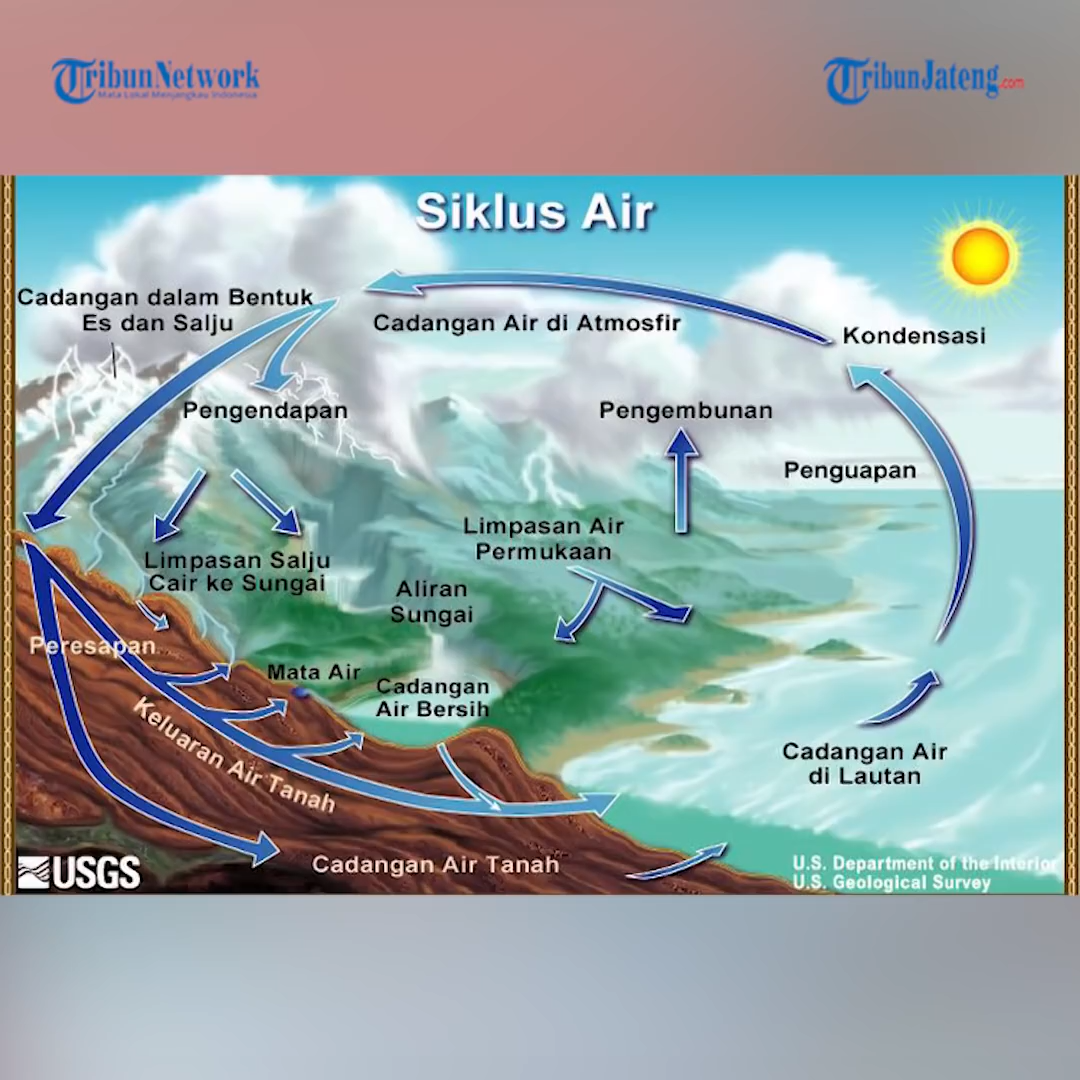 TribunNetwork
Mata Lokal Menjangkau Indonesia
TribunJateng.com
Siklus Air
Cadangan dalam Bentuk
Es dan Salju
Cadangan Air di Atmosfir
Kondensasi
Pengendapan
Pengembunan
Penguapan
Limpasan Air
Permukaan
Limpasan Salju
Cair ke Sungai
Aliran
Sungai
Peresapan
Mata Air
Cadangan
Air Bersih
Keluaran Air Tanah
Cadangan Air
di Lautan
Cadangan Air Tanah
USGS
U.S. Department of the Interior
U.S. Geological Survey